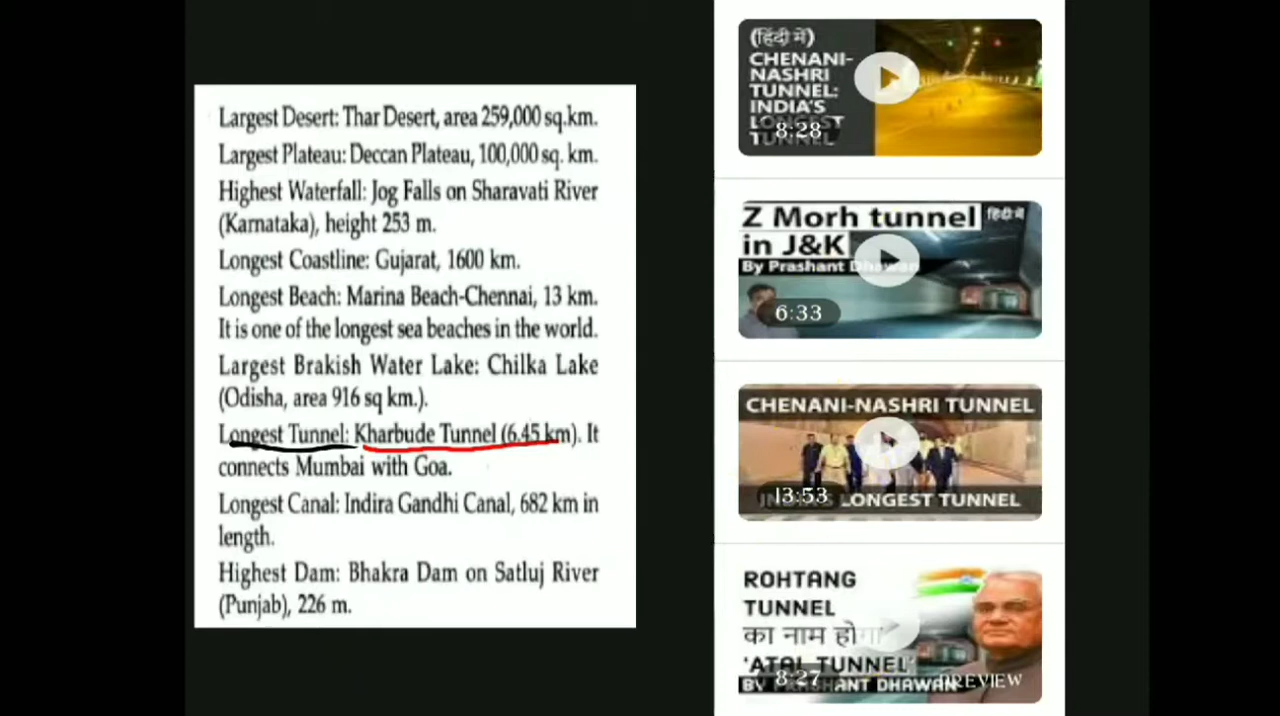 Largest Desert: Thar Desert, area 259,000 sq.km.
Largest Plateau: Deccan Plateau, 100,000 sq. km.
Highest Waterfall: Jog Falls on Sharavati River
(Karnataka), height 253 m.
Longest Coastline: Gujarat, 1600 km.
Longest Beach: Marina Beach-Chennai, 13 km.
It is one of the longest sea beaches in the world.
Largest Brakish Water Lake: Chilka Lake
(Odisha, area 916 sq km.).
Longest Tunnel: Kharbude Tunnel (6.45 km). It
connects Mumbai with Goa.
Longest Canal: Indira Gandhi Canal, 682 km in
length.
Highest Dam: Bhakra Dam on Satluj River
(Punjab), 226 m.
(हिंदी में)
CHENANI-
NASHRI
TUNNEL:
INDIA'S
LONGEST
TUNNEL
8:28
Z Morh tunnel
हिंदी में
in J&K
By Prashant Dhawan
6:33
CHENANI-NASHRI TUNNEL
13:53
LONGEST TUNNEL
ROHTANG
TUNNEL
का नाम होगा
'ATAL TUNNEL'
8:27
BY PRASHANT DHAWAN
PREVIEW